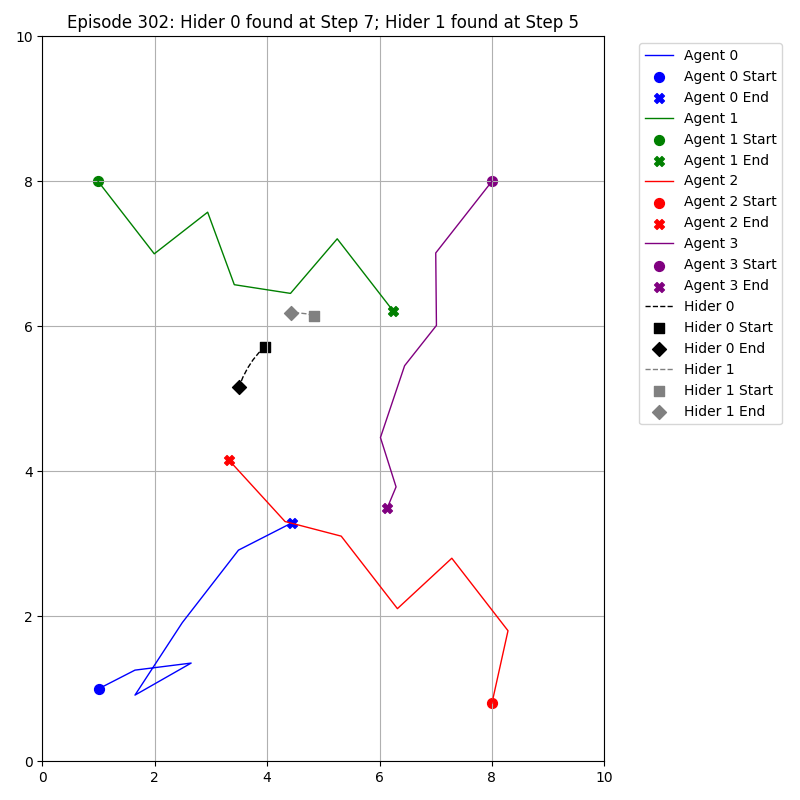 Episode 302: Hider 0 found at Step 7; Hider 1 found at Step 5
10
8
6
4
2
0
0 2 4 6 8 10
Agent 0
Agent 0 Start
Agent 0 End
Agent 1
Agent 1 Start
Agent 1 End
Agent 2
Agent 2 Start
Agent 2 End
Agent 3
Agent 3 Start
Agent 3 End
Hider 0
Hider 0 Start
Hider 0 End
Hider 1
Hider 1 Start
Hider 1 End